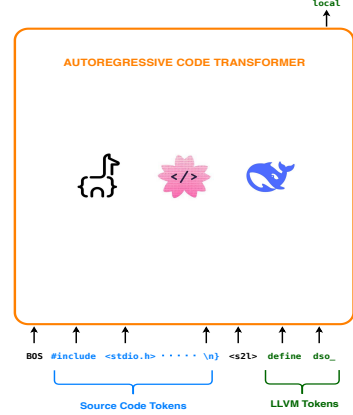 local
AUTOREGRESSIVE CODE TRANSFORMER
</>
{ }
BOS #include <stdio.h> ····· \n} <s2l> define dso_
Source Code Tokens LLVM Tokens